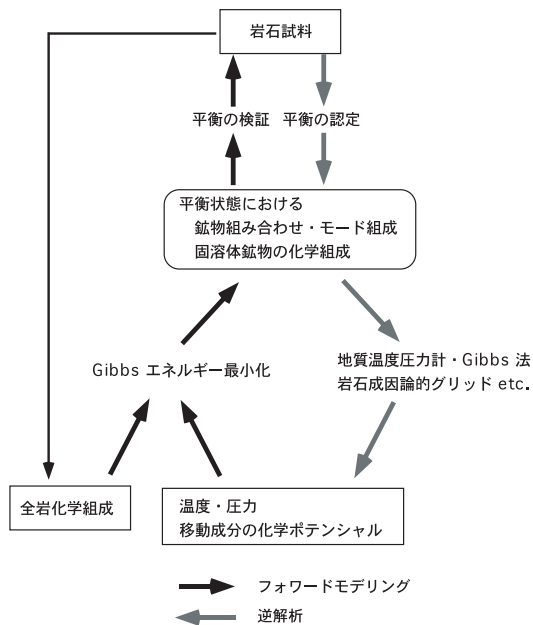 岩石試料
平衡の検証 平衡の認定
平衡状態における
鉱物組み合わせ・モード組成
固溶体鉱物の化学組成
Gibbs エネルギー最小化
地質温度圧力計・Gibbs 法
岩石成因論的グリッド etc.
全岩化学組成
温度・圧力
移動成分の化学ポテンシャル
フォワードモデリング
逆解析